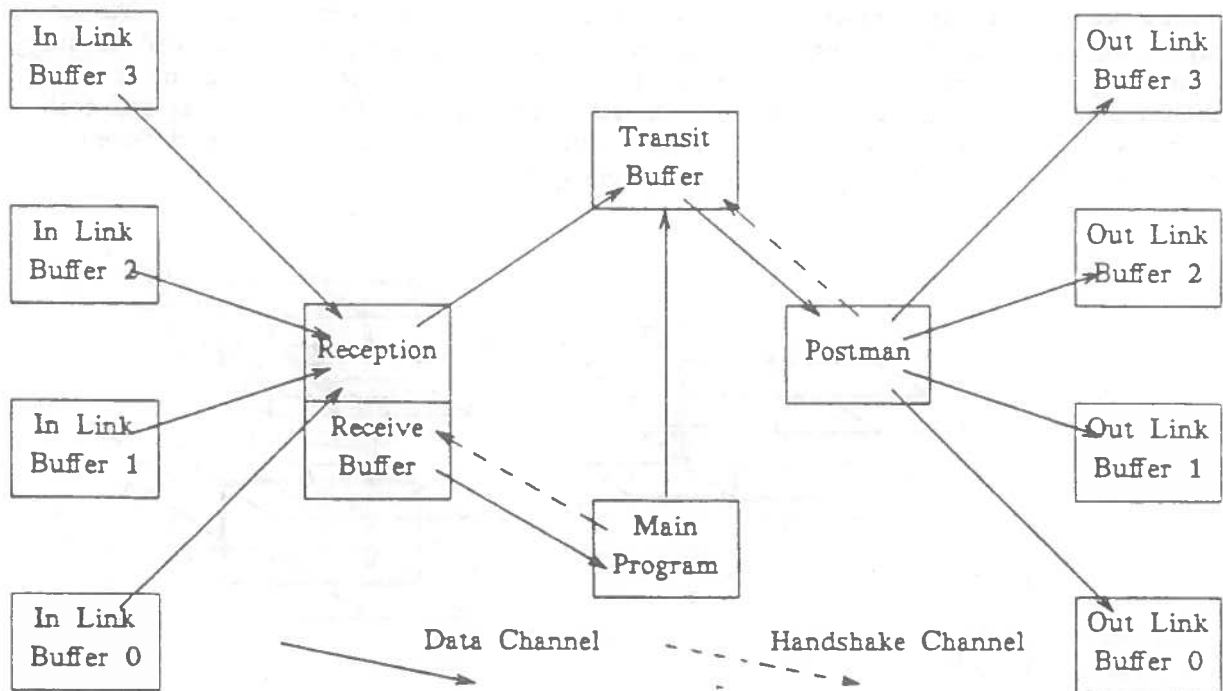 In Link
Buffer 3
In Link
Buffer 2
In Link
Buffer 1
In Link
Buffer 0
Reception
Receive
Buffer
Transit
Buffer
Main
Program
Postman
Out Link
Buffer 3
Out Link
Buffer 2
Out Link
Buffer 1
Out Link
Buffer 0
Data Channel
Handshake Channel